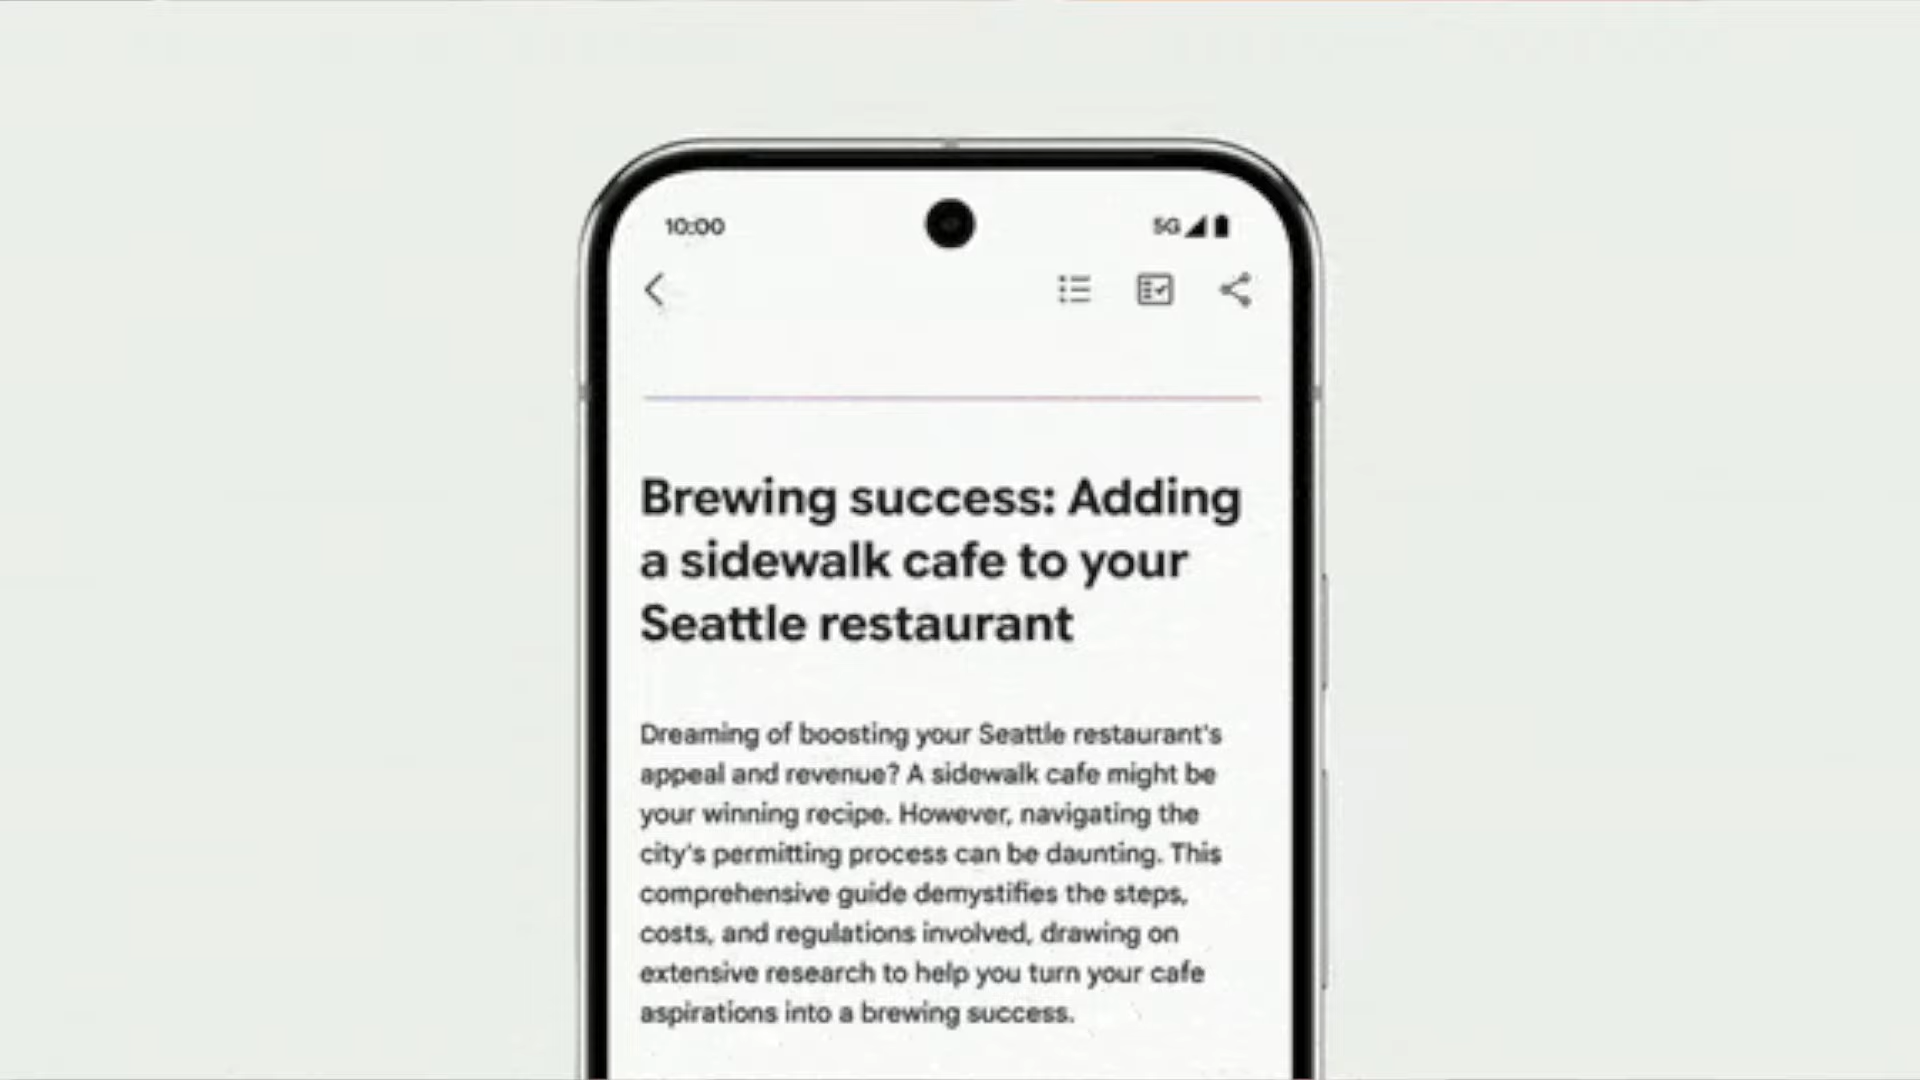 10:00
5G
Brewing success: Adding
a sidewalk cafe to your
Seattle restaurant
Dreaming of boosting your Seattle restaurant's
appeal and revenue? A sidewalk cafe might be
your winning recipe. However, navigating the
city's permitting process can be daunting. This
comprehensive guide demystifies the steps,
costs, and regulations involved, drawing on
extensive research to help you turn your cafe
aspirations into a brewing success.